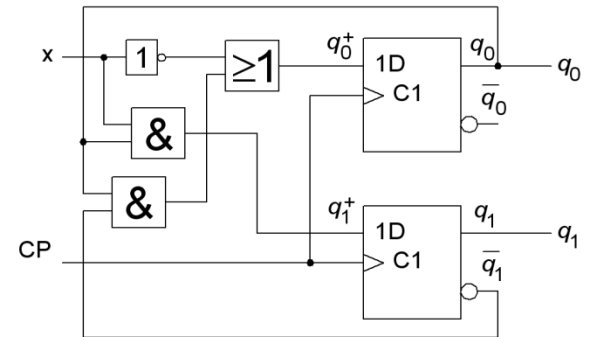 x
1
≥1
q₀⁺
1D
C1
q₀
q̅₀
q₀
&
&
CP
q₁⁺
1D
C1
q₁
q̅₁
q₁